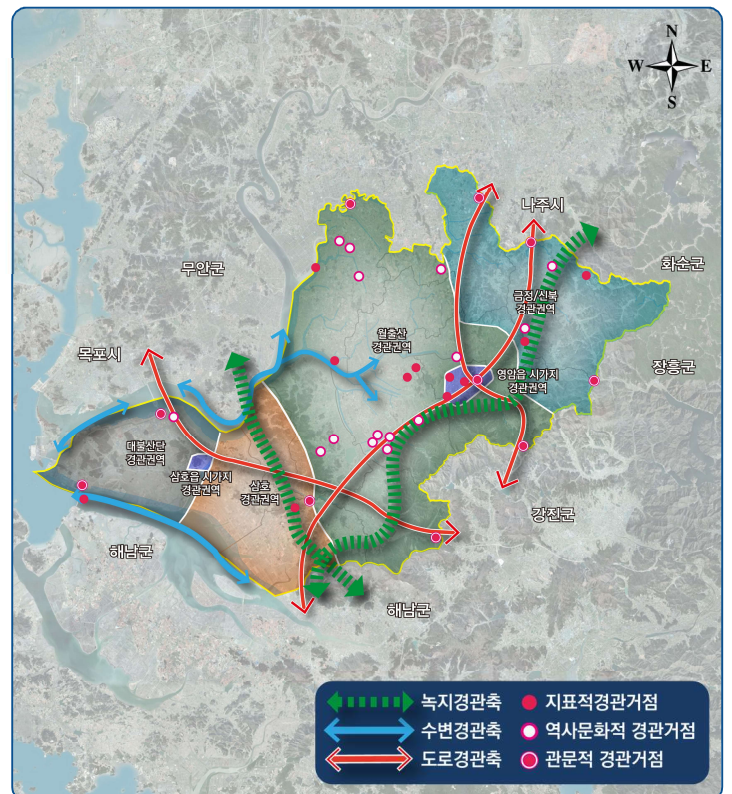 N
W E
S
나주시
화순군
무안군
금정/신북
경관권역
월출산
경관권역
목포시
장흥군
영암읍 시가지
경관권역
대불산단
경관권역
삼호읍 시가지
경관권역
삼호
경관권역
강진군
해남군
해남군
녹지경관축
지표적경관거점
수변경관축
역사문화적 경관거점
도로경관축
관문적 경관거점